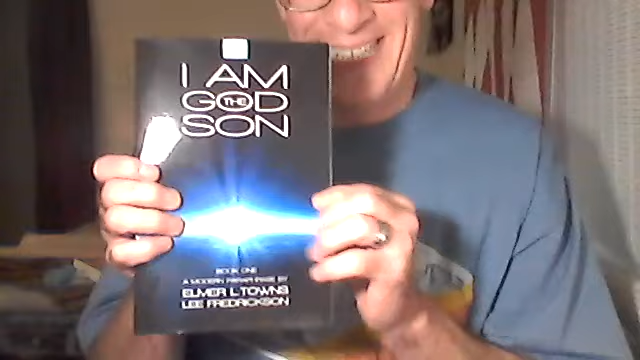 I AM
GOD
THE
SON
BOOK ONE
A MODERN PARAPHRASE BY
ELMER L. TOWNS
LEE FREDRICKSON